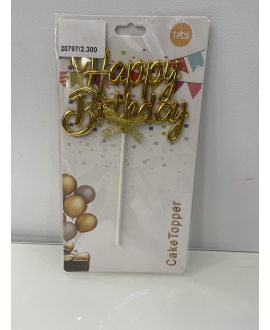 1PCS
20797/2.300
Happy
Birthday
CakeTopper